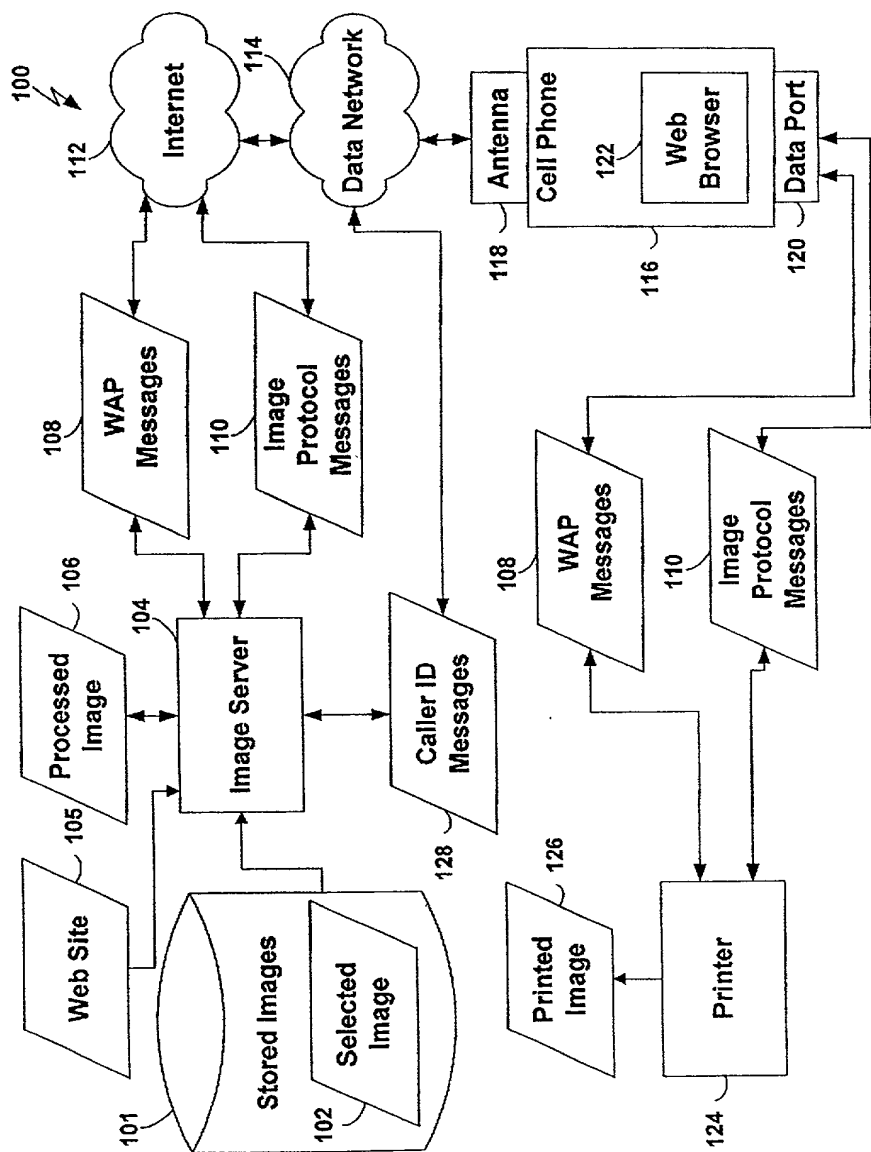 100
101
Stored Images
102
Selected
Image
Web Site
105
Processed
Image
106
Image Server
104
128
Caller ID
Messages
108
WAP
Messages
110
Image
Protocol
Messages
112
Internet
114
Data Network
118
Antenna
Cell Phone
116
122
Web
Browser
120
Data Port
108
WAP
Messages
110
Image
Protocol
Messages
124
Printer
Printed
Image
126